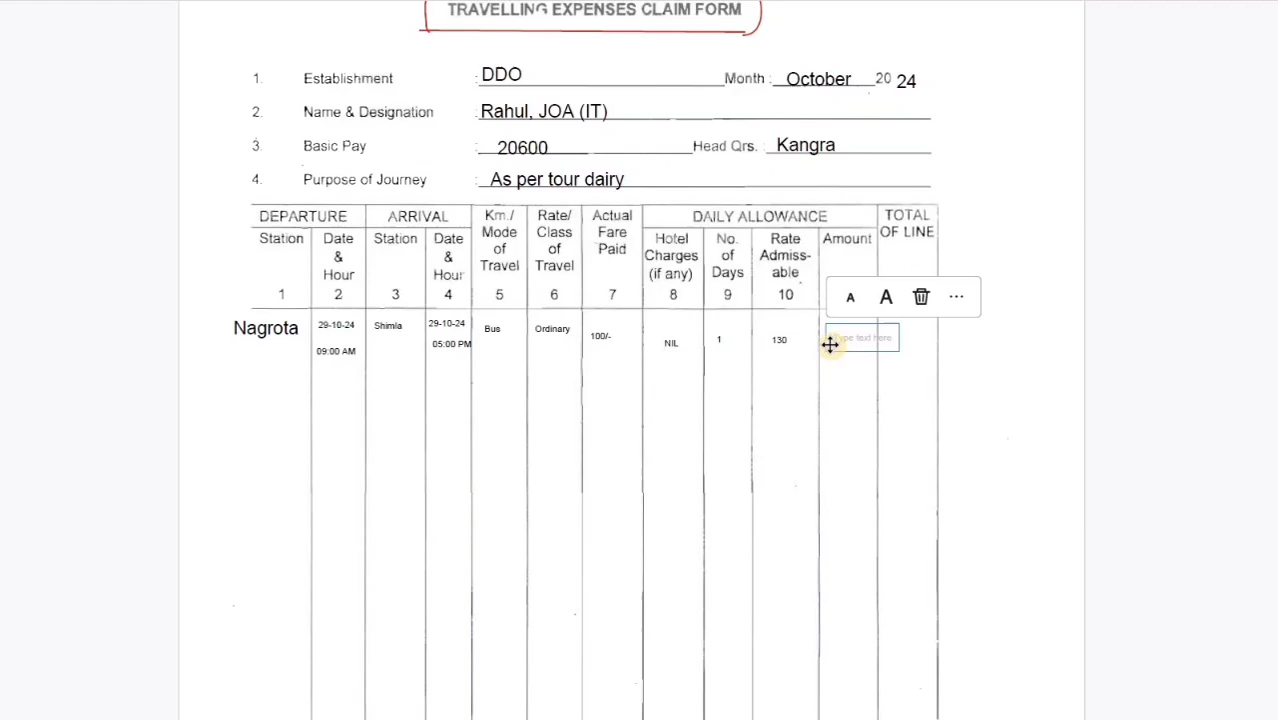 TRAVELLING EXPENSES CLAIM FORM
1. Establishment : DDO Month : October 20 24
2. Name & Designation : Rahul, JOA (IT)
3. Basic Pay : 20600 Head Qrs. : Kangra
4. Purpose of Journey : As per tour dairy
DEPARTURE ARRIVAL Km./ Mode of Travel Rate/ Class of Travel Actual Fare Paid DAILY ALLOWANCE TOTAL OF LINE
Station Date & Hour Station Date & Hour Hotel Charges (if any) No. of Days Rate Admiss- able Amount
1 2 3 4 5 6 7 8 9 10
A A ...
Nagrota 29-10-24 09:00 AM Shimla 29-10-24 05:00 PM Bus Ordinary 100/- NIL 1 130 Type text here